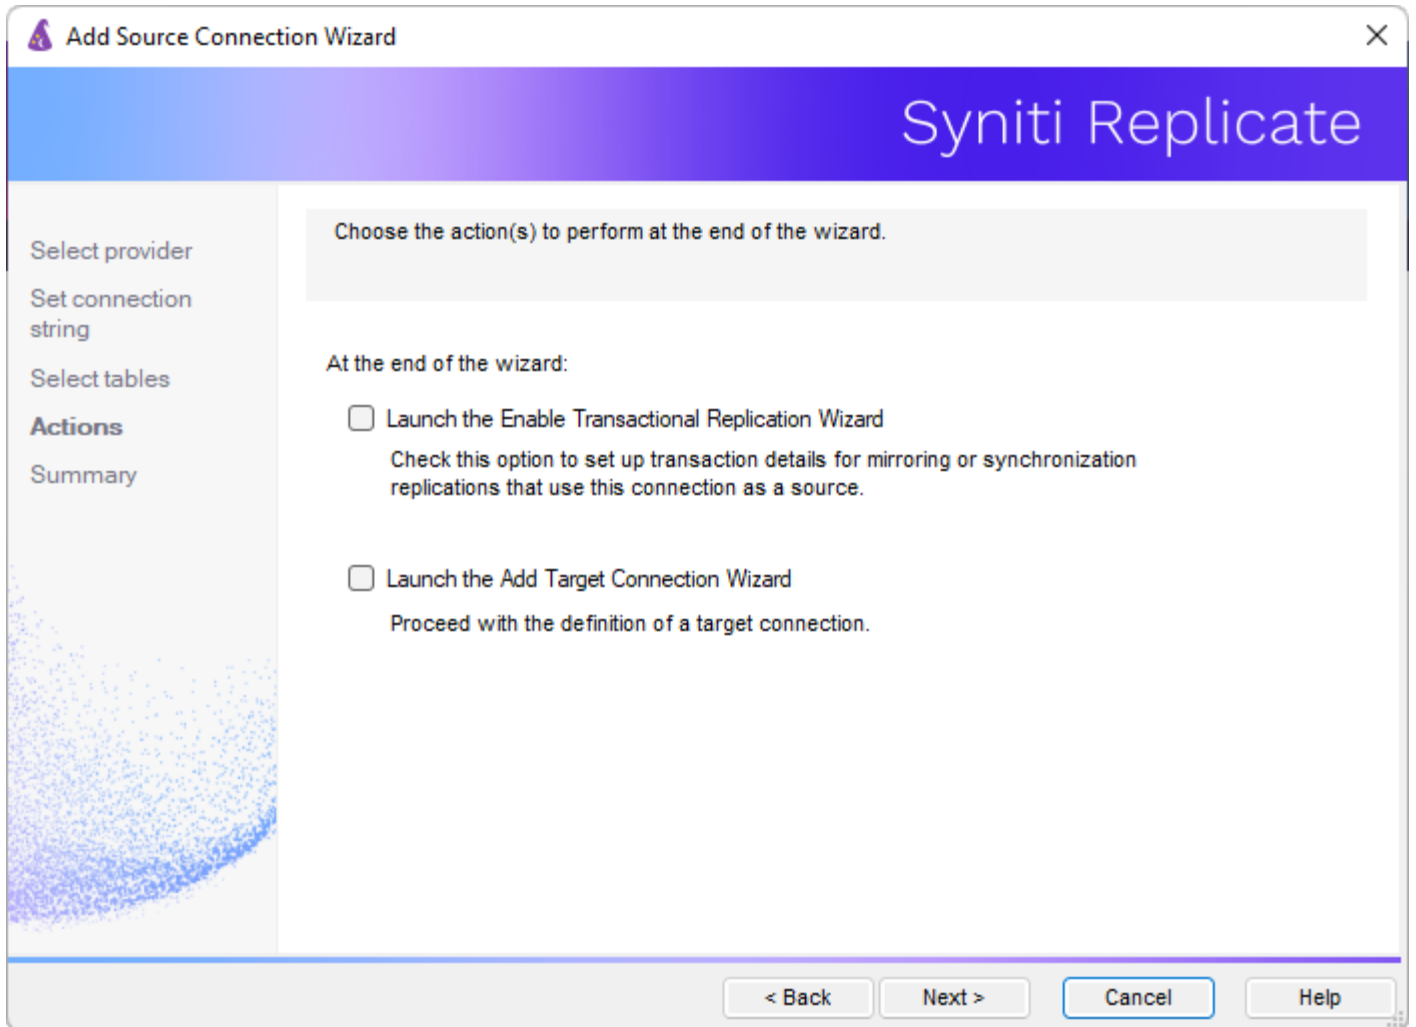 Add Source Connection Wizard
Syniti Replicate
Select provider
Set connection
string
Select tables
Actions
Summary
Choose the action(s) to perform at the end of the wizard.
At the end of the wizard:
Launch the Enable Transactional Replication Wizard
Check this option to set up transaction details for mirroring or synchronization
replications that use this connection as a source.
Launch the Add Target Connection Wizard
Proceed with the definition of a target connection.
< Back
Next >
Cancel
Help